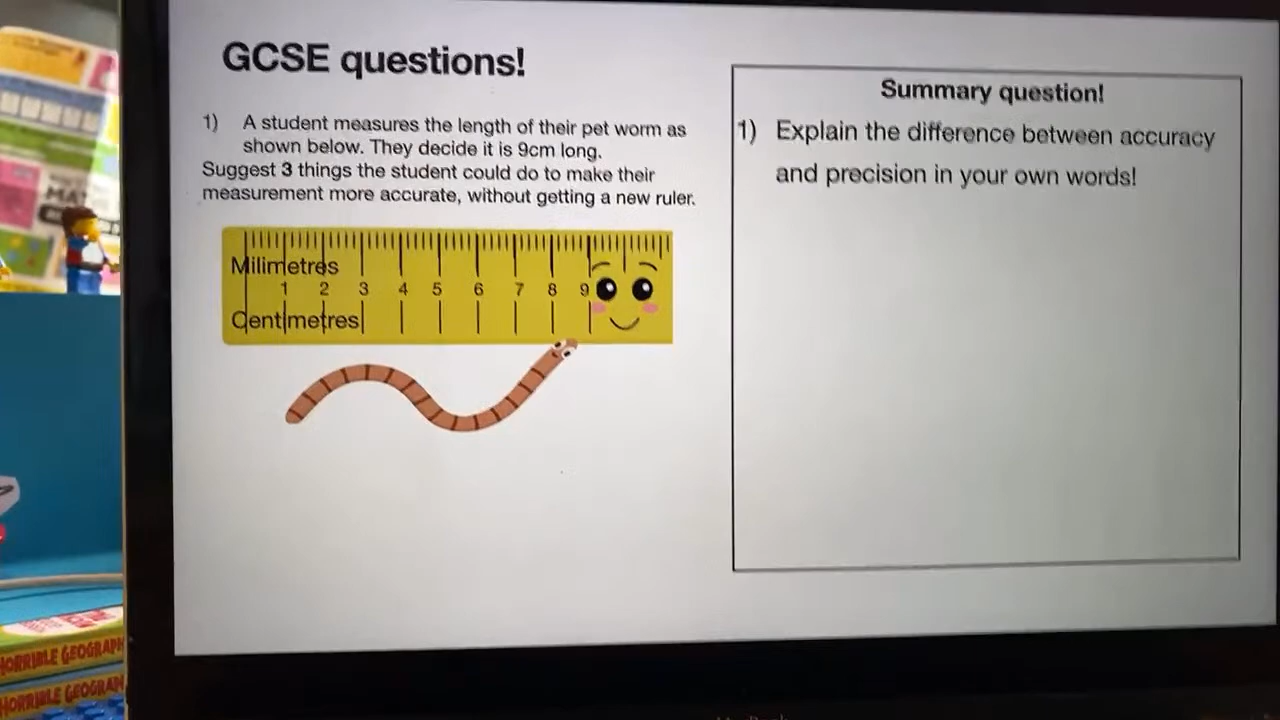 GCSE questions!
1) A student measures the length of their pet worm as
shown below. They decide it is 9cm long.
Suggest 3 things the student could do to make their
measurement more accurate, without getting a new ruler.
Milimetres
1 2 3 4 5 6 7 8 9
Centimetres
Summary question!
1) Explain the difference between accuracy
and precision in your own words!
HORRIBLE GEOGRAPH
HORRIBLE GEOGRAP